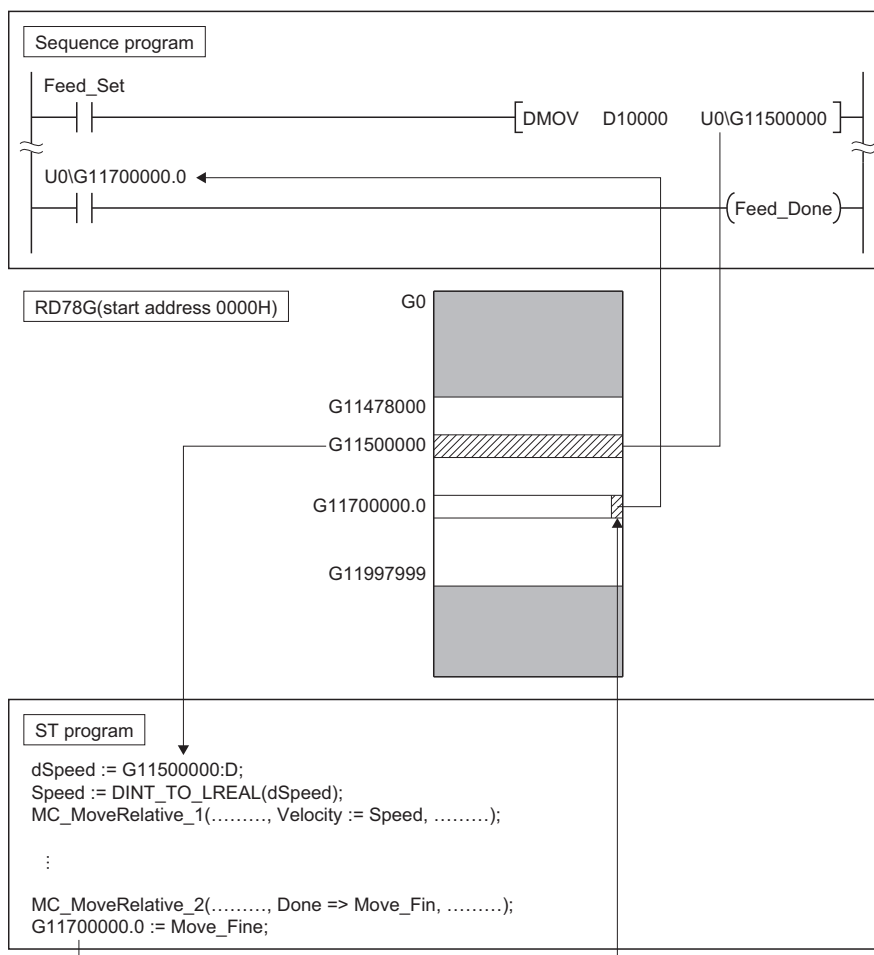 Sequence program
Feed_Set
DMOV D10000 U0\G11500000
U0\G11700000.0
Feed_Done
RD78G(start address 0000H)
G0
G11478000
G11500000
G11700000.0
G11997999
ST program
dSpeed := G11500000:D;
Speed := DINT_TO_LREAL(dSpeed);
MC_MoveRelative_1(........., Velocity := Speed, .........);
⋮
MC_MoveRelative_2(........., Done => Move_Fin, .........);
G11700000.0 := Move_Fine;